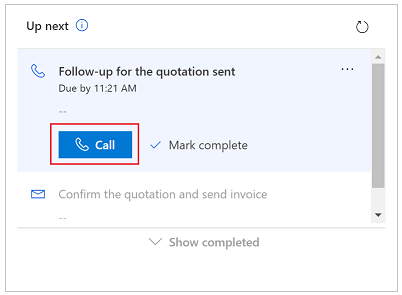 Up next
Follow-up for the quotation sent
Due by 11:21 AM
--
Call
Mark complete
Confirm the quotation and send invoice
--
Show completed